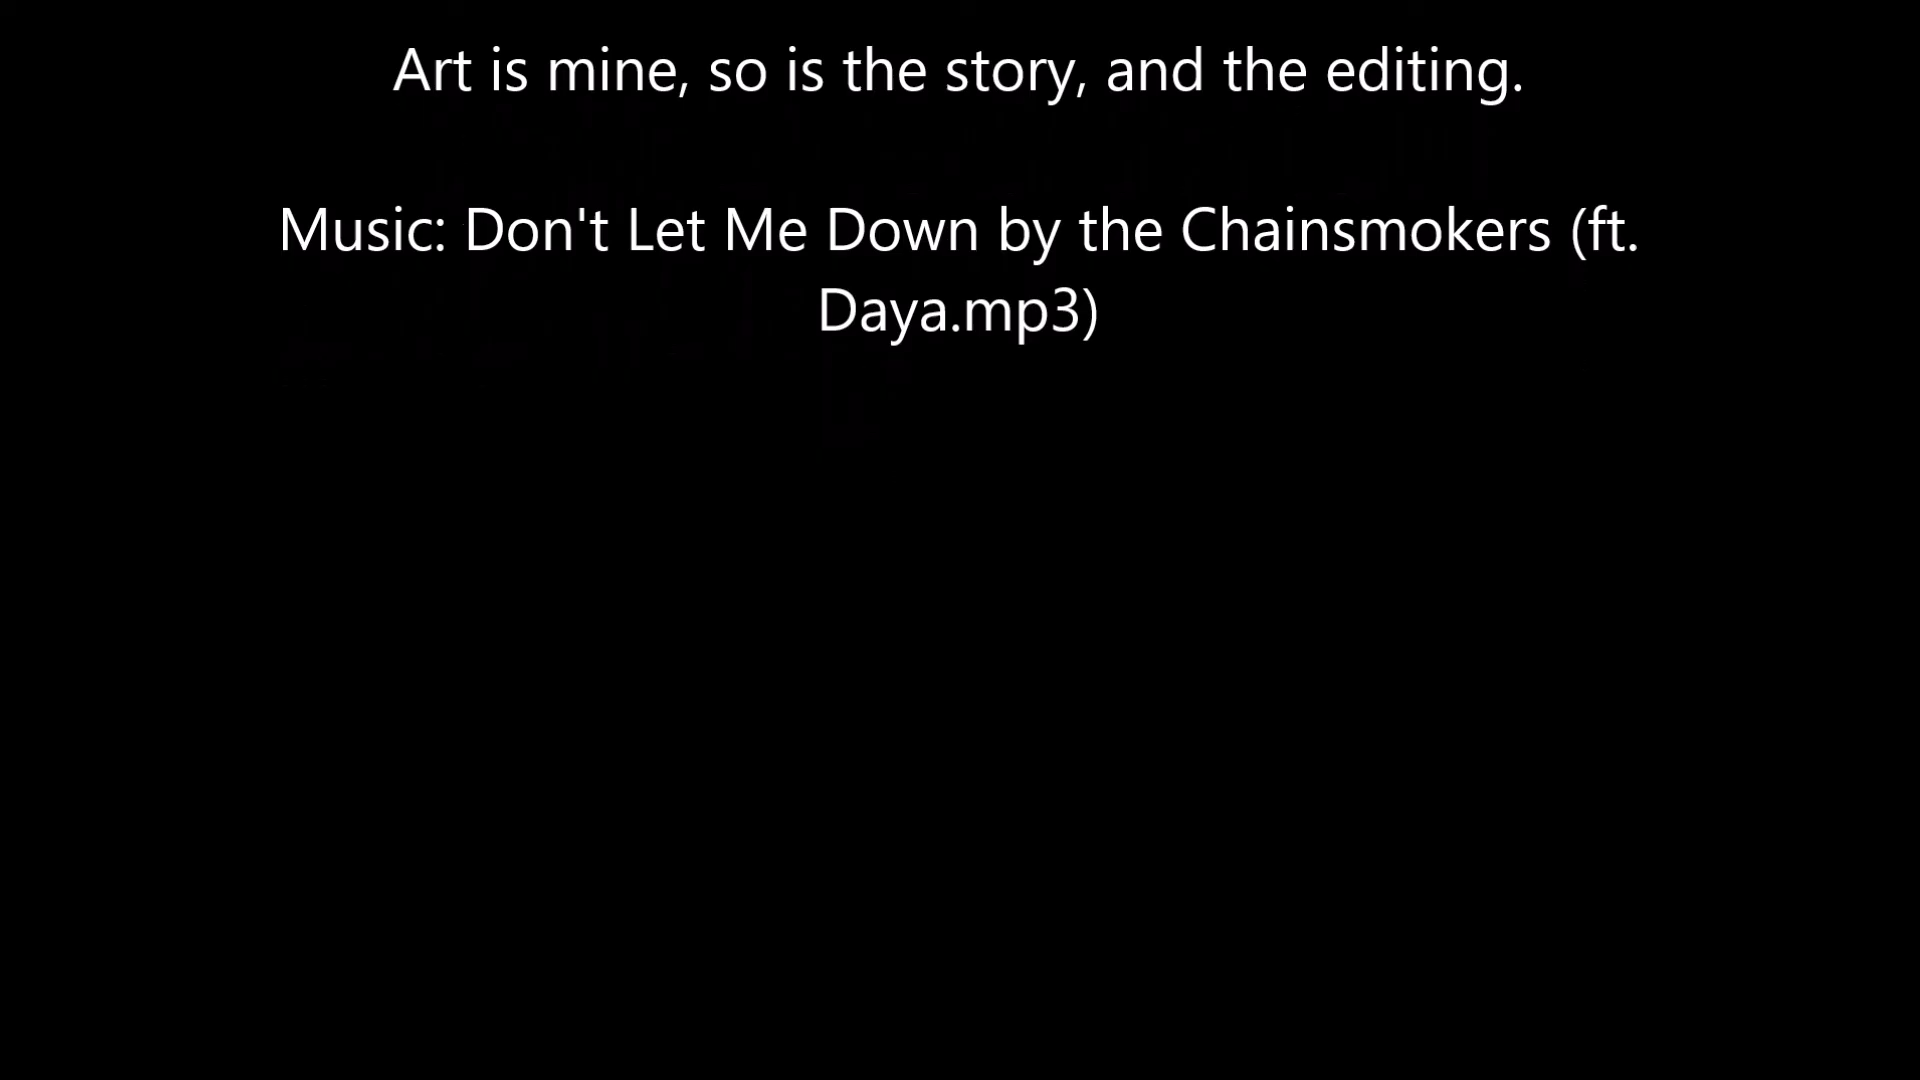 Art is mine, so is the story, and the editing.
Music: Don't Let Me Down by the Chainsmokers (ft.
Daya.mp3)